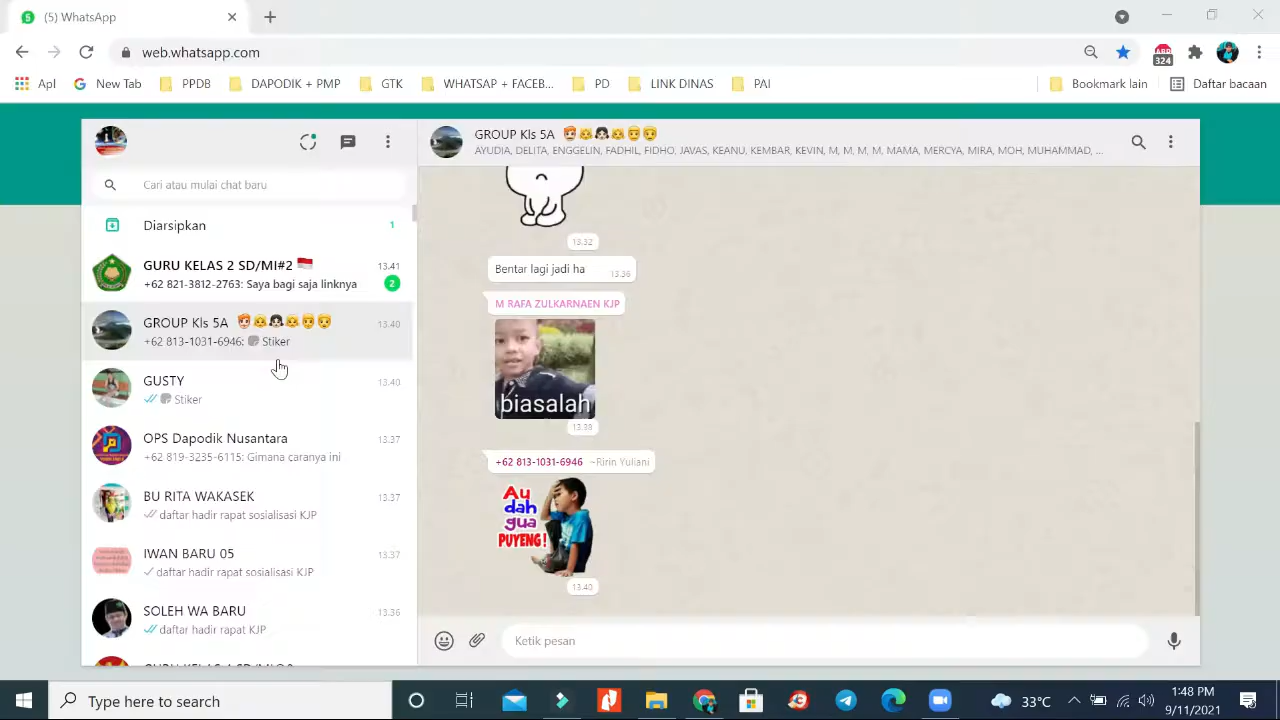 (5) WhatsApp
web.whatsapp.com
324
Apl
New Tab
PPDB
DAPODIK + PMP
GTK
WHATSAP + FACEB...
PD
LINK DINAS
PAI
Bookmark lain
Daftar bacaan
Cari atau mulai chat baru
Diarsipkan 1
GURU KELAS 2 SD/MI#2 🇮🇩 13.41
+62 821-3812-2763: Saya bagi saja linknya 2
GROUP Kls 5A 13.40
+62 813-1031-6946: Stiker
GUSTY 13.40
Stiker
OPS Dapodik Nusantara 13.37
+62 819-3235-6115: Gimana caranya ini
BU RITA WAKASEK 13.37
daftar hadir rapat sosialisasi KJP
IWAN BARU 05 13.37
daftar hadir rapat sosialisasi KJP
SOLEH WA BARU 13.36
daftar hadir rapat KJP
GROUP Kls 5A
AYUDIA, DELITA, ENGGELIN, FADHIL, FIDHO, JAVAS, KEANU, KEMBAR, KEVIN, M, M, M, M, MAMA, MERCYA, MIRA, MOH, MUHAMMAD, ...
13.32
Bentar lagi jadi ha 13.36
M RAFA ZULKARNAEN KJP
biasalah
13.39
+62 813-1031-6946 ~Ririn Yuliani
Au
dah
gua
PUYENG!
13.40
Ketik pesan
Type here to search
33°C
1:48 PM
9/11/2021